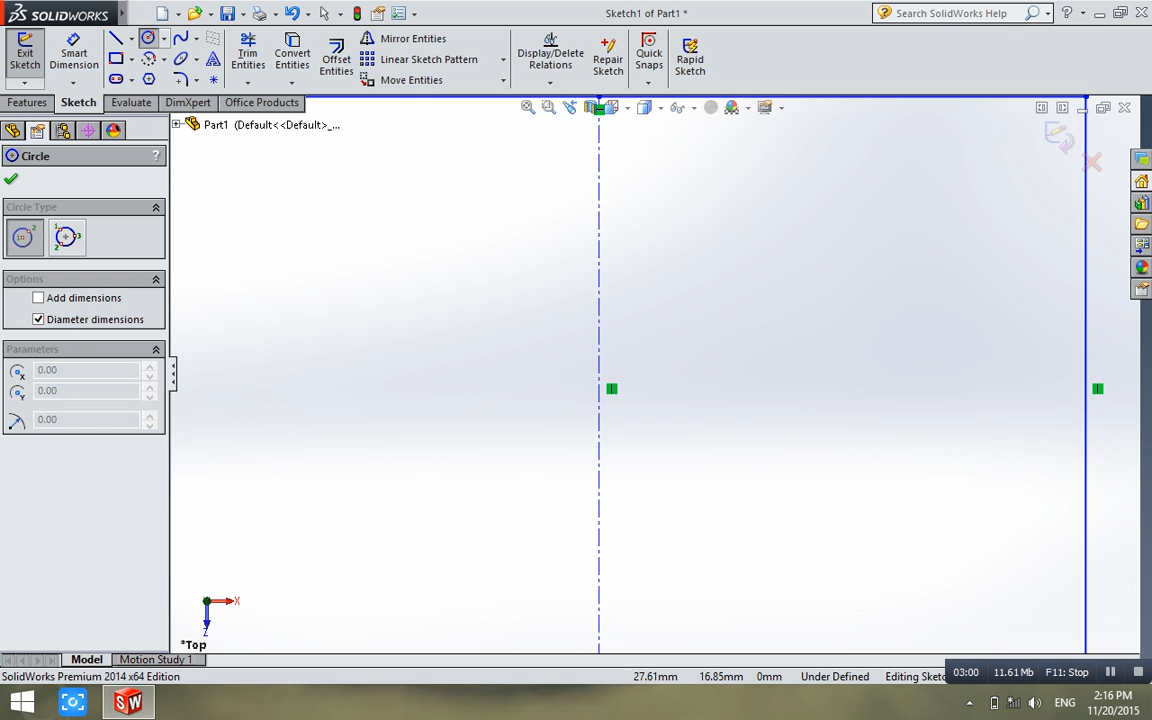 SOLIDWORKS
Sketch1 of Part1 *
Search SolidWorks Help
?
Exit Sketch
Smart Dimension
Trim Entities
Convert Entities
Offset Entities
Mirror Entities
Linear Sketch Pattern
Move Entities
Display/Delete Relations
Repair Sketch
Quick Snaps
Rapid Sketch
Features
Sketch
Evaluate
DimXpert
Office Products
Part1 (Default<<Default>_...
Circle
?
Circle Type
Options
Add dimensions
Diameter dimensions
Parameters
0.00
0.00
0.00
X
Z
*Top
Model
Motion Study 1
SolidWorks Premium 2014 x64 Edition
27.61mm
16.85mm
0mm
Under Defined
Editing Sketc
03:00
11.61 Mb
F11: Stop
ENG
2:16 PM
11/20/2015